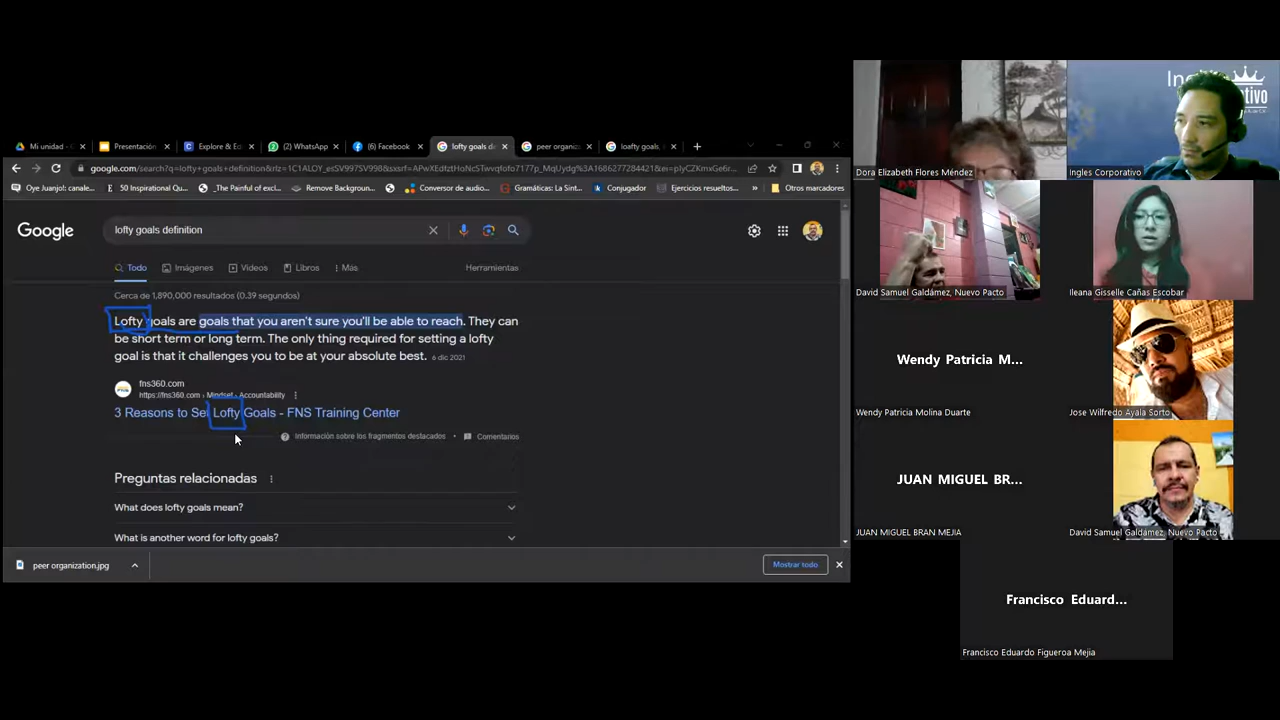 Mi unidad
Presentación
Explore & Ed
(2) WhatsApp
(6) Facebook
lofty goals de
peer organiz
loafty goals
google.com/search?q=lofty+goals+definition&rlz=
Oye Juanjo!: canale...
50 Inspirational Qu...
_The Painful of excl...
Remove Backgroun...
Conversor de audio...
Gramáticas: La Sint...
Conjugador
Ejercicios resueltos...
Otros marcadores
Google
lofty goals definition
Todo
Imágenes
Videos
Libros
Más
Herramientas
Cerca de 1,890,000 resultados (0.39 segundos)
Lofty goals are goals that you aren't sure you'll be able to reach. They can
be short term or long term. The only thing required for setting a lofty
goal is that it challenges you to be at your absolute best. 6 dic 2021
fns360.com
https://fns360.com › Mindset › Accountability
3 Reasons to Set Lofty Goals - FNS Training Center
Información sobre los fragmentos destacados
Comentarios
Preguntas relacionadas
What does lofty goals mean?
What is another word for lofty goals?
peer organization.jpg
Mostrar todo
Dora Elizabeth Flores Méndez
Ingles Corporativo
David Samuel Galdámez, Nuevo Pacto
Ileana Gisselle Cañas Escobar
Wendy Patricia M...
Wendy Patricia Molina Duarte
Jose Wilfredo Ayala Sorto
JUAN MIGUEL BR...
JUAN MIGUEL BRAN MEJIA
David Samuel Galdamez, Nuevo Pacto
Francisco Eduard...
Francisco Eduardo Figueroa Mejia